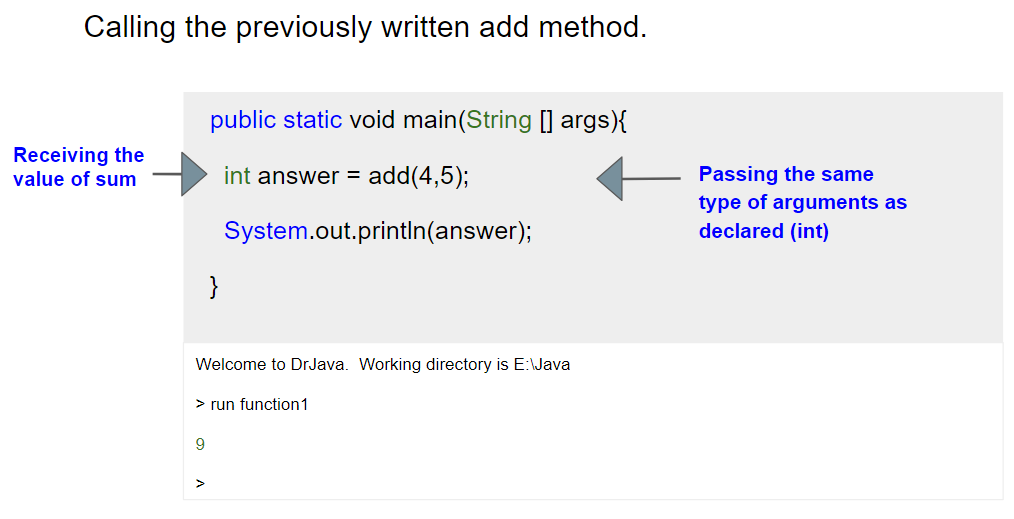 Calling the previously written add method.
public static void main(String [] args){
Receiving the
value of sum
int answer = add(4,5);
Passing the same
type of arguments as
declared (int)
System.out.println(answer);
}
Welcome to DrJava.  Working directory is E:\Java
> run function1
9
>